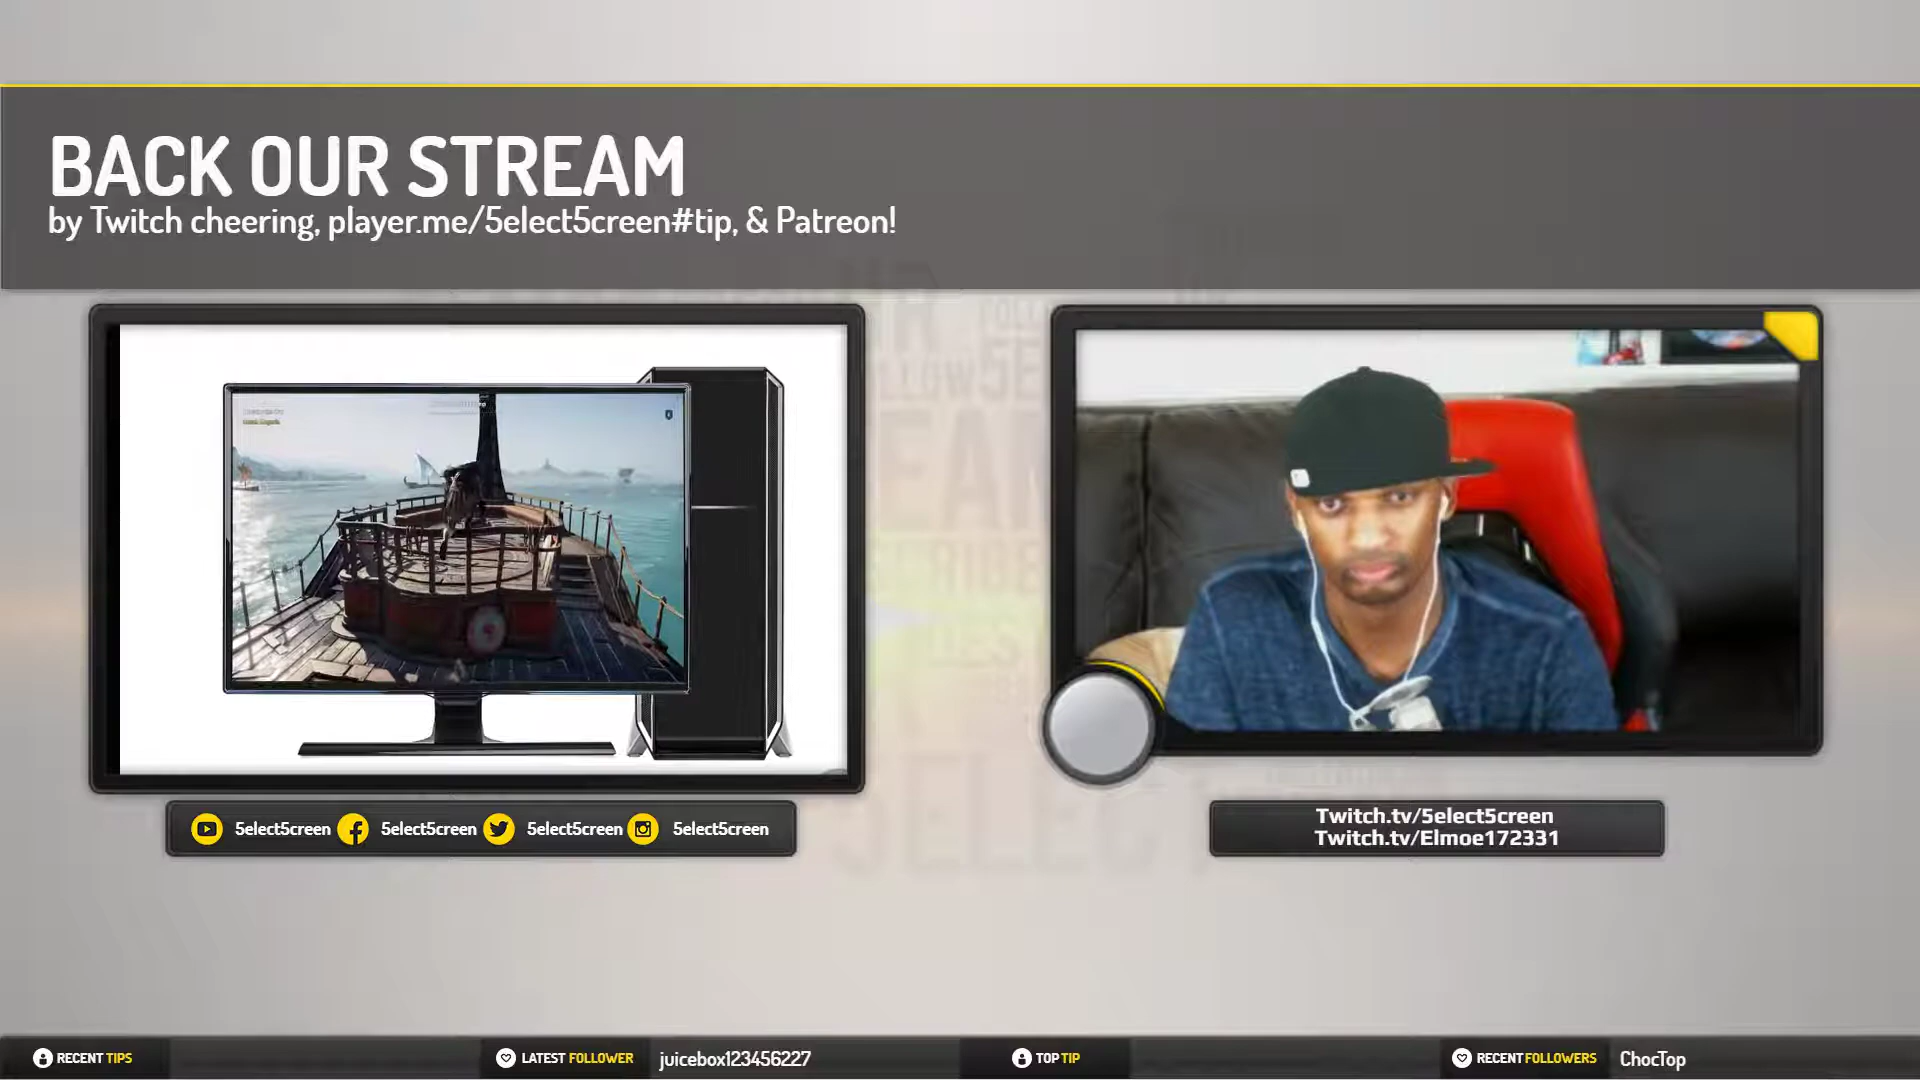 BACK OUR STREAM
by Twitch cheering, player.me/5elect5creen#tip, & Patreon!
5elect5creen 5elect5creen 5elect5creen 5elect5creen
Twitch.tv/5elect5creen
Twitch.tv/Elmoe172331
RECENT TIPS LATEST FOLLOWER juicebox123456227 TOP TIP RECENT FOLLOWERS ChocTop